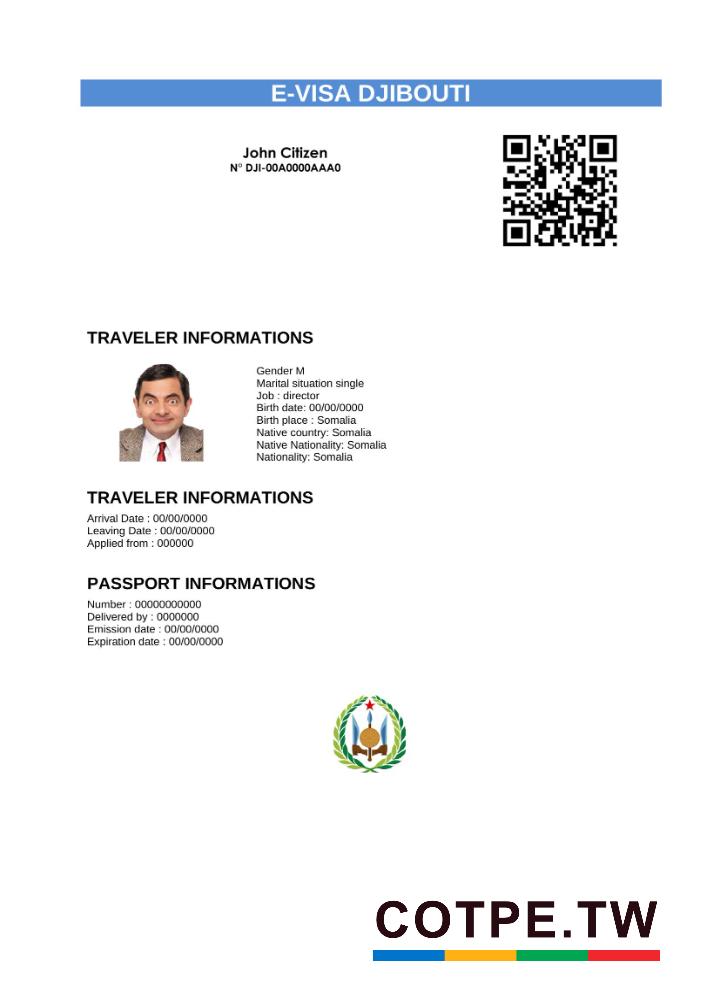 E-VISA DJIBOUTI
John Citizen
N° DJI-00A0000AAA0
TRAVELER INFORMATIONS
Gender M
Marital situation single
Job : director
Birth date: 00/00/0000
Birth place : Somalia
Native country: Somalia
Native Nationality: Somalia
Nationality: Somalia
TRAVELER INFORMATIONS
Arrival Date : 00/00/0000
Leaving Date : 00/00/0000
Applied from : 000000
PASSPORT INFORMATIONS
Number : 00000000000
Delivered by : 0000000
Emission date : 00/00/0000
Expiration date : 00/00/0000
COTPE.TW